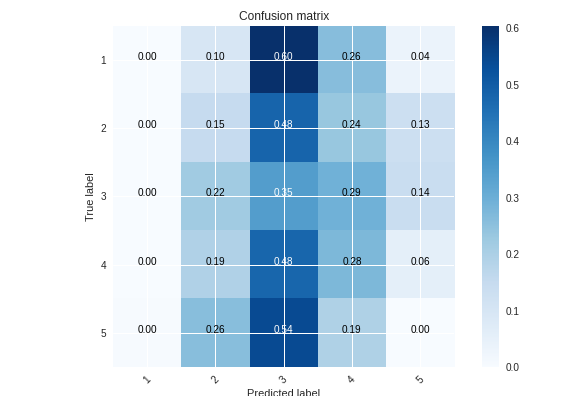 Confusion matrix
1 0.00 0.10 0.60 0.26 0.04
2 0.00 0.15 0.48 0.24 0.13
3 0.00 0.22 0.35 0.29 0.14
4 0.00 0.19 0.48 0.28 0.06
5 0.00 0.26 0.54 0.19 0.00
1 2 3 4 5
True label
Predicted label
0.6
0.5
0.4
0.3
0.2
0.1
0.0